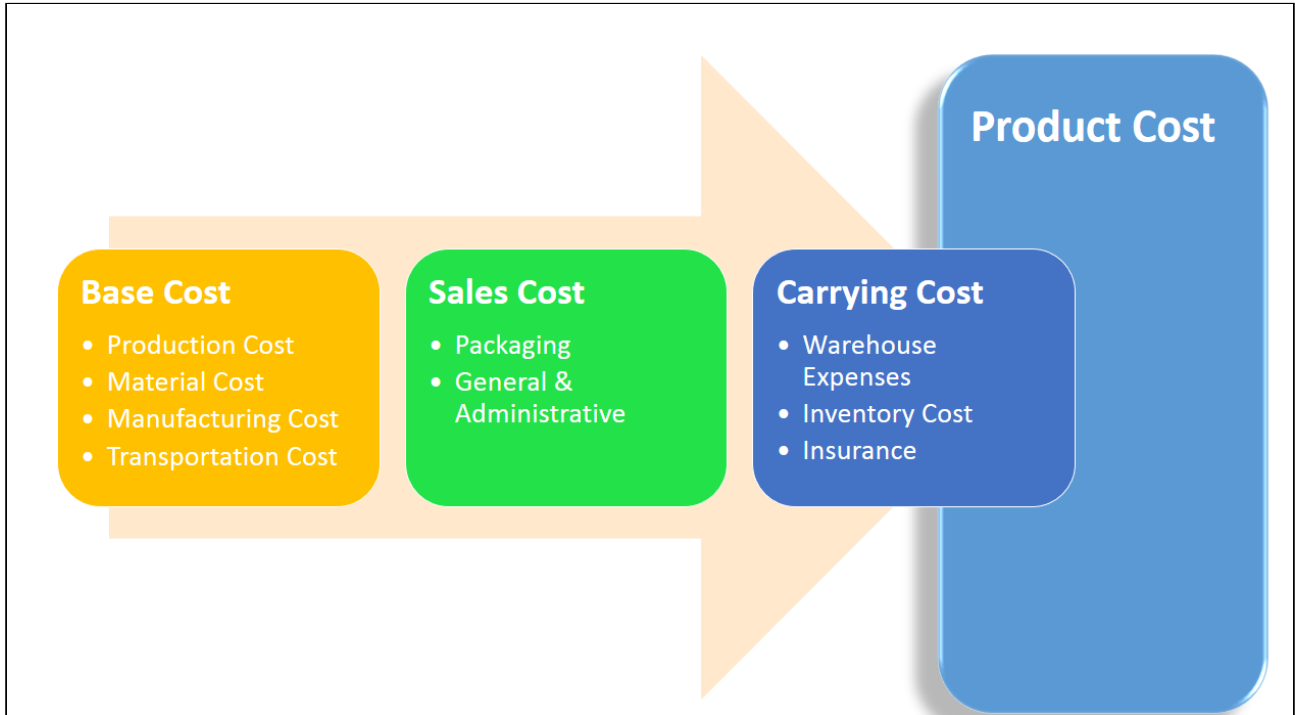 Product Cost
Base Cost
• Production Cost
• Material Cost
• Manufacturing Cost
• Transportation Cost
Sales Cost
• Packaging
• General &
Administrative
Carrying Cost
• Warehouse
Expenses
• Inventory Cost
• Insurance